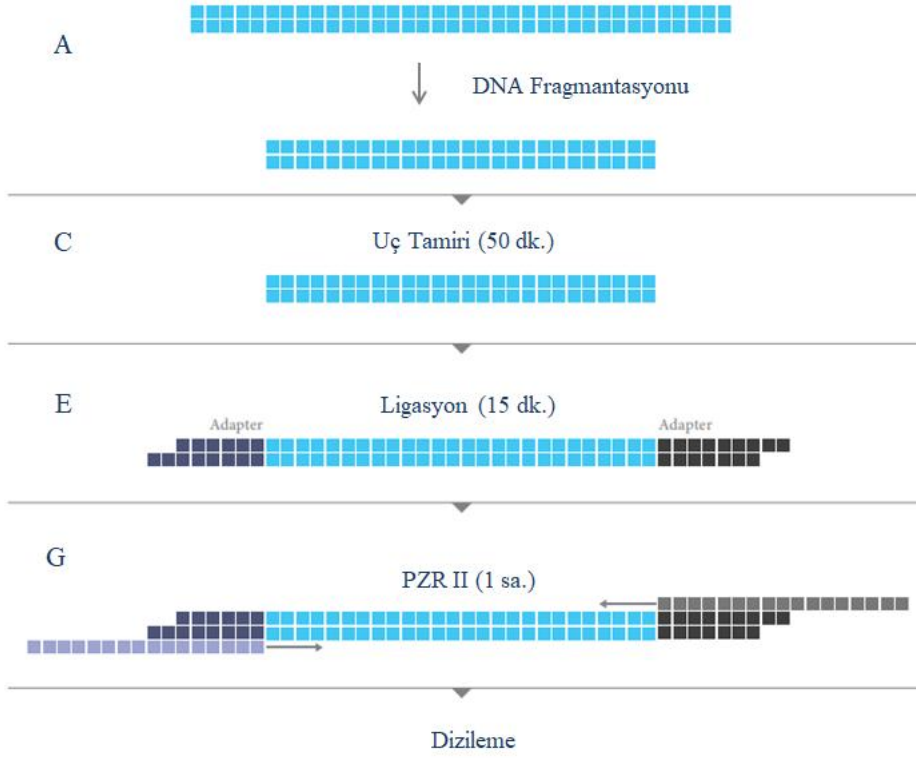 A
DNA Fragmantasyonu
C
Uç Tamiri (50 dk.)
E
Ligasyon (15 dk.)
Adapter
Adapter
G
PZR II (1 sa.)
Dizileme